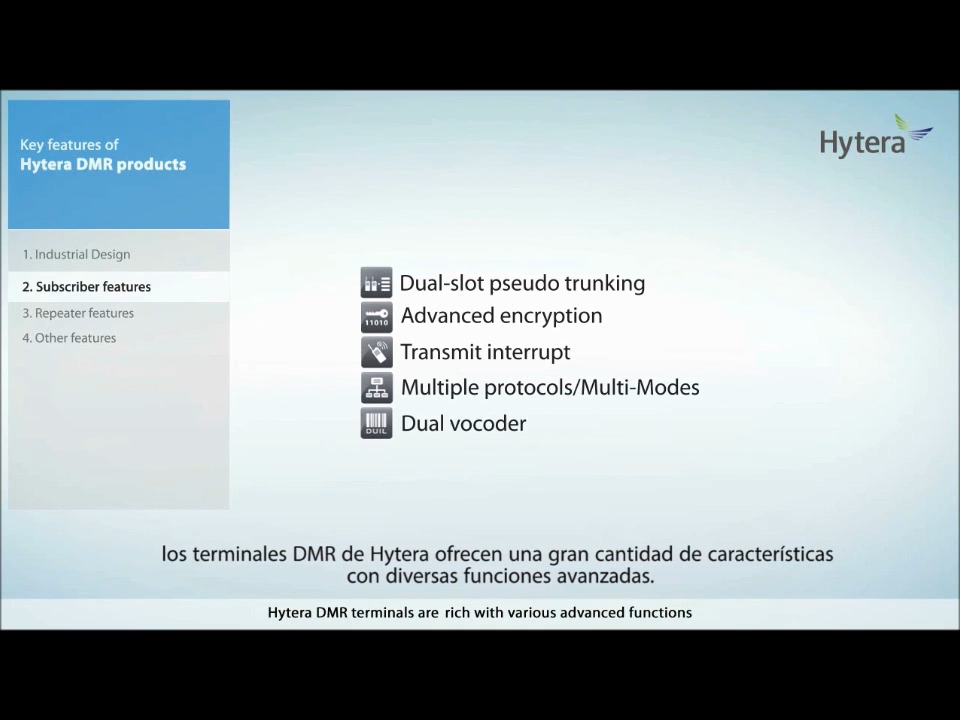 Key features of
Hytera DMR products
Hytera
1. Industrial Design
2. Subscriber features
3. Repeater features
4. Other features
Dual-slot pseudo trunking
11010
Advanced encryption
Transmit interrupt
Multiple protocols/Multi-Modes
DUIL
Dual vocoder
los terminales DMR de Hytera ofrecen una gran cantidad de características
con diversas funciones avanzadas.
Hytera DMR terminals are rich with various advanced functions